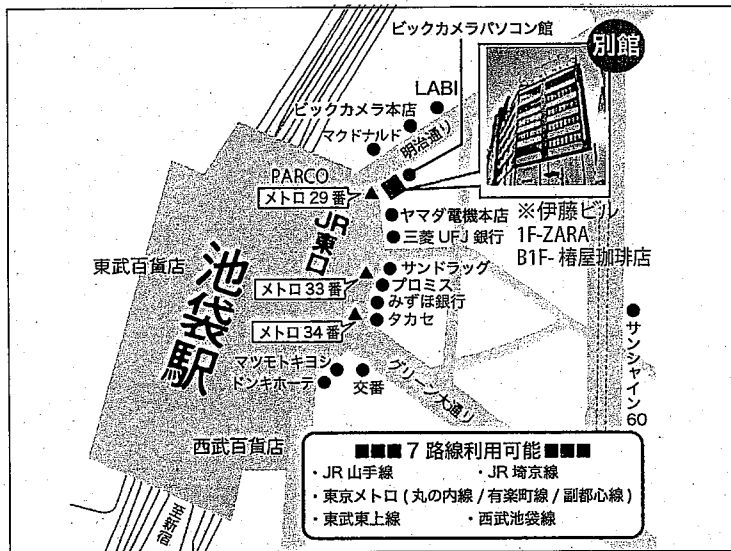 ビックカメラパソコン館
別館
LABI
ビックカメラ本店
マクドナルド
明治通り
PARCO
メトロ29番
JR東口
ヤマダ電機本店
三菱UFJ銀行
※伊藤ビル
1F-ZARA
B1F-椿屋珈琲店
東武百貨店
池袋駅
サンドラッグ
プロミス
メトロ33番
みずほ銀行
メトロ34番
タカセ
サンシャイン60
マツモトキヨシ
ドンキホーテ
交番
グリーン大通り
西武百貨店
■■■7路線利用可能■■■
・JR山手線 ・JR埼京線
・東京メトロ(丸の内線/有楽町線/副都心線)
・東武東上線 ・西武池袋線
至新宿